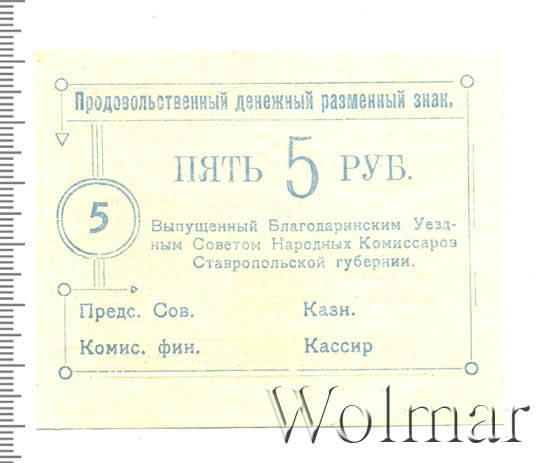 Продовольственный денежный разменный знак.
ПЯТЬ 5 РУБ.
5
Выпущенный Благодаринским Уезд-
ным Советом Народных Комиссаров
Ставропольской губернии.
Предс. Сов. Казн.
Комис. фин. Кассир
Wolmar